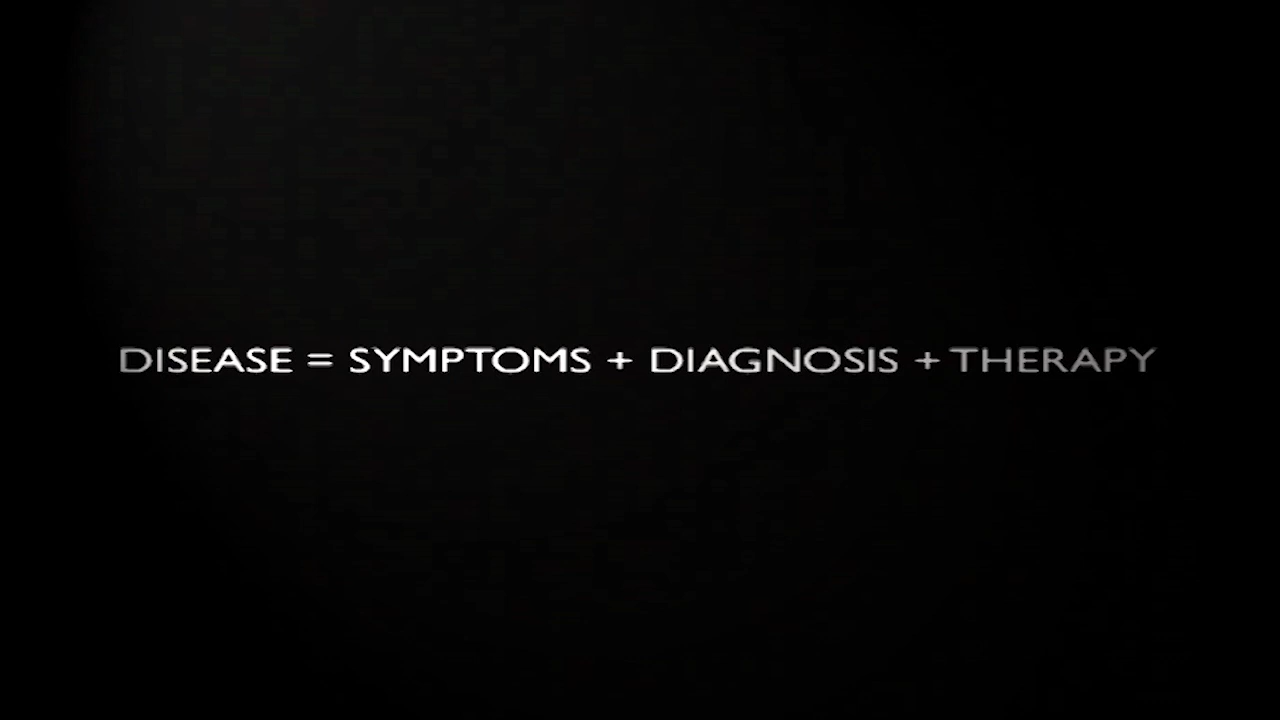 DISEASE = SYMPTOMS + DIAGNOSIS + THERAPY